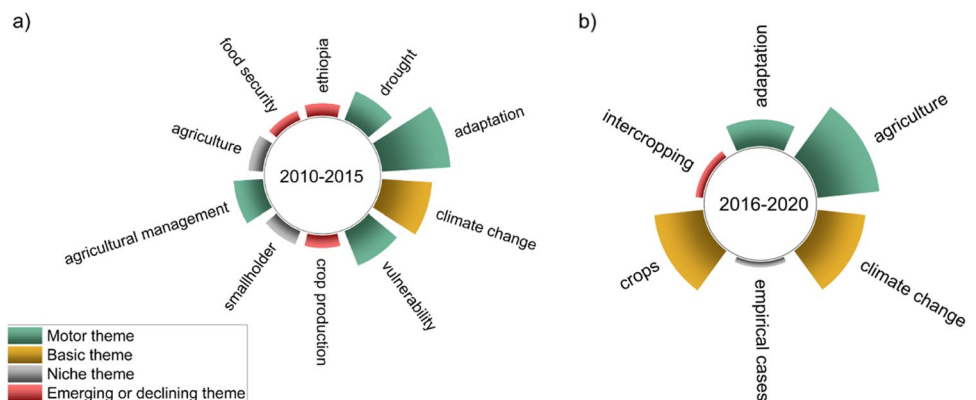 a)
food security
ethiopia
drought
agriculture
adaptation
2010-2015
agricultural management
climate change
smallholder
crop production
vulnerability
Motor theme
Basic theme
Niche theme
Emerging or declining theme
b)
adaptation
intercropping
agriculture
2016-2020
crops
climate change
empirical cases